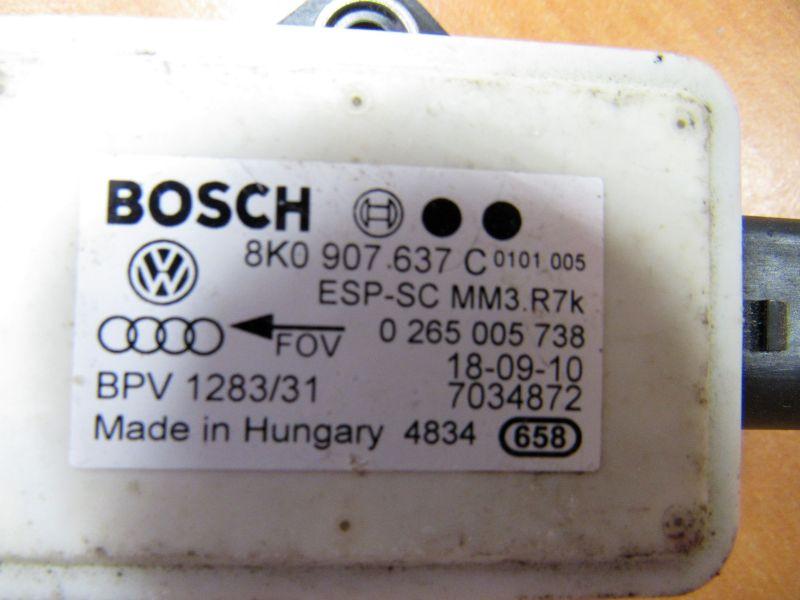 BOSCH
8K0 907.637 C 0101 005
ESP-SC MM3.R7k
FOV 0 265 005 738
18-09-10
BPV 1283/31 7034872
Made in Hungary 4834 658